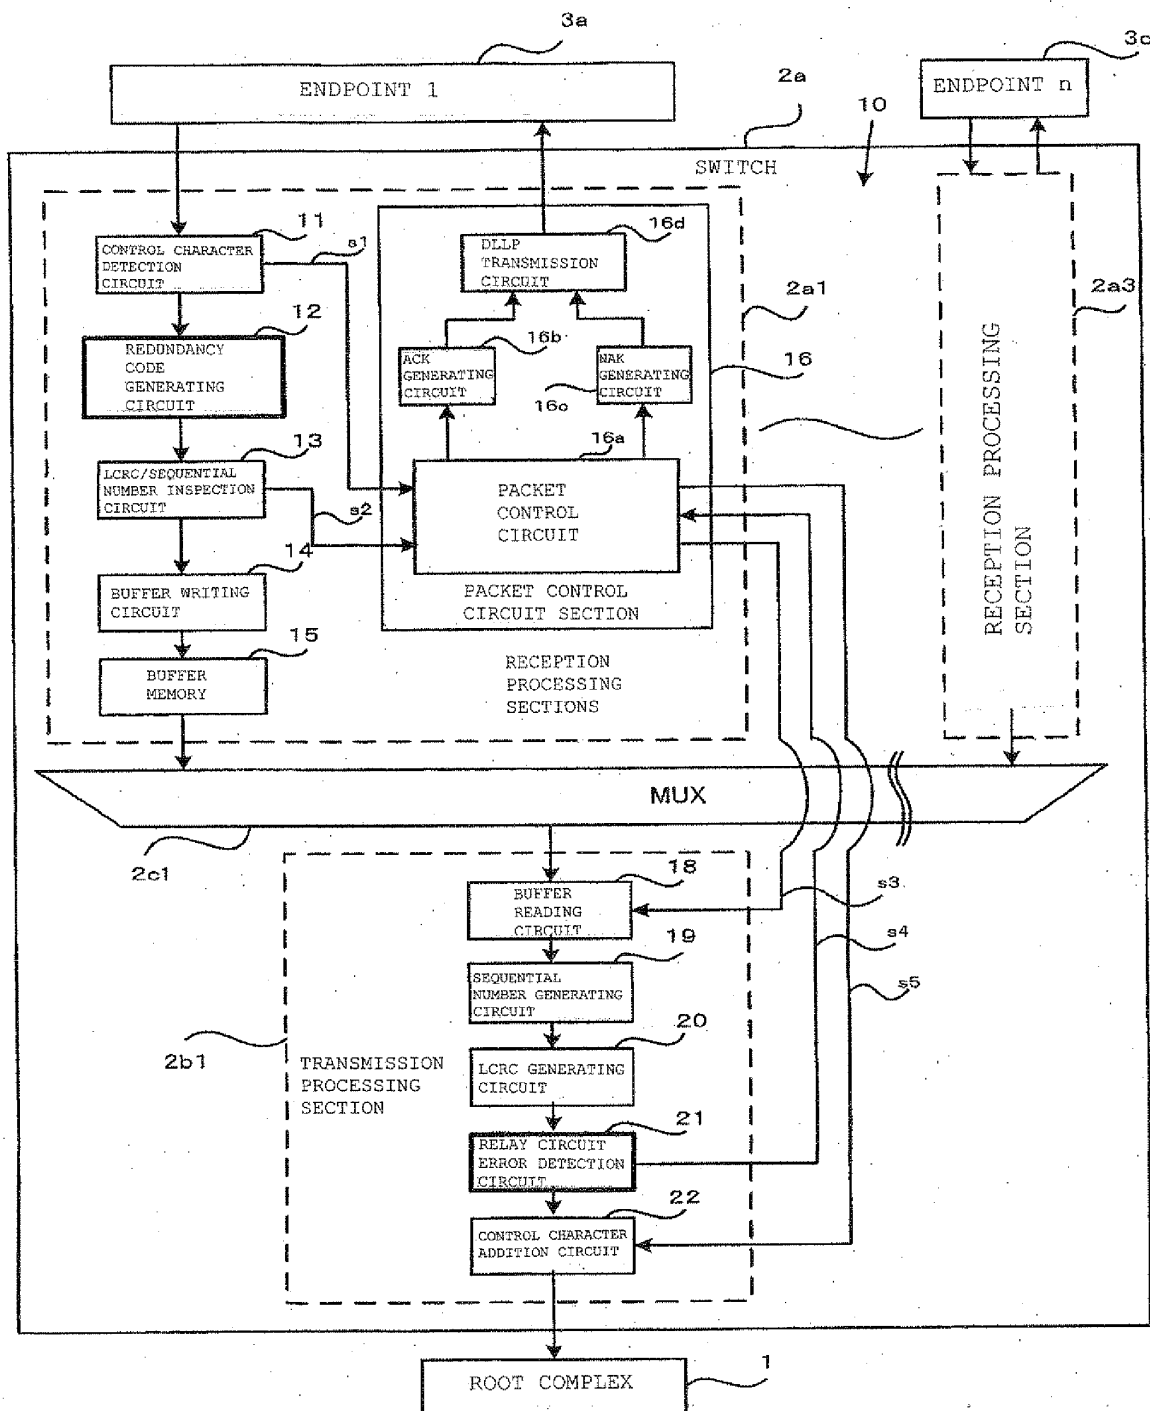 3a
3c
ENDPOINT 1
ENDPOINT n
2a
10
SWITCH
11
s1
CONTROL CHARACTER
DETECTION
CIRCUIT
16d
DLLP
TRANSMISSION
CIRCUIT
2a1
2a3
12
REDUNDANCY
CODE
GENERATING
CIRCUIT
16b
ACK
GENERATING
CIRCUIT
16c
NAK
GENERATING
CIRCUIT
16
13
LCRC/SEQUENTIAL
NUMBER INSPECTION
CIRCUIT
s2
16a
PACKET
CONTROL
CIRCUIT
RECEPTION PROCESSING
SECTION
14
BUFFER WRITING
CIRCUIT
PACKET CONTROL
CIRCUIT SECTION
15
BUFFER
MEMORY
RECEPTION
PROCESSING
SECTIONS
MUX
2c1
18
BUFFER
READING
CIRCUIT
s3
19
s4
SEQUENTIAL
NUMBER GENERATING
CIRCUIT
s5
20
2b1
TRANSMISSION
PROCESSING
SECTION
LCRC GENERATING
CIRCUIT
21
RELAY CIRCUIT
ERROR DETECTION
CIRCUIT
22
CONTROL CHARACTER
ADDITION CIRCUIT
1
ROOT COMPLEX